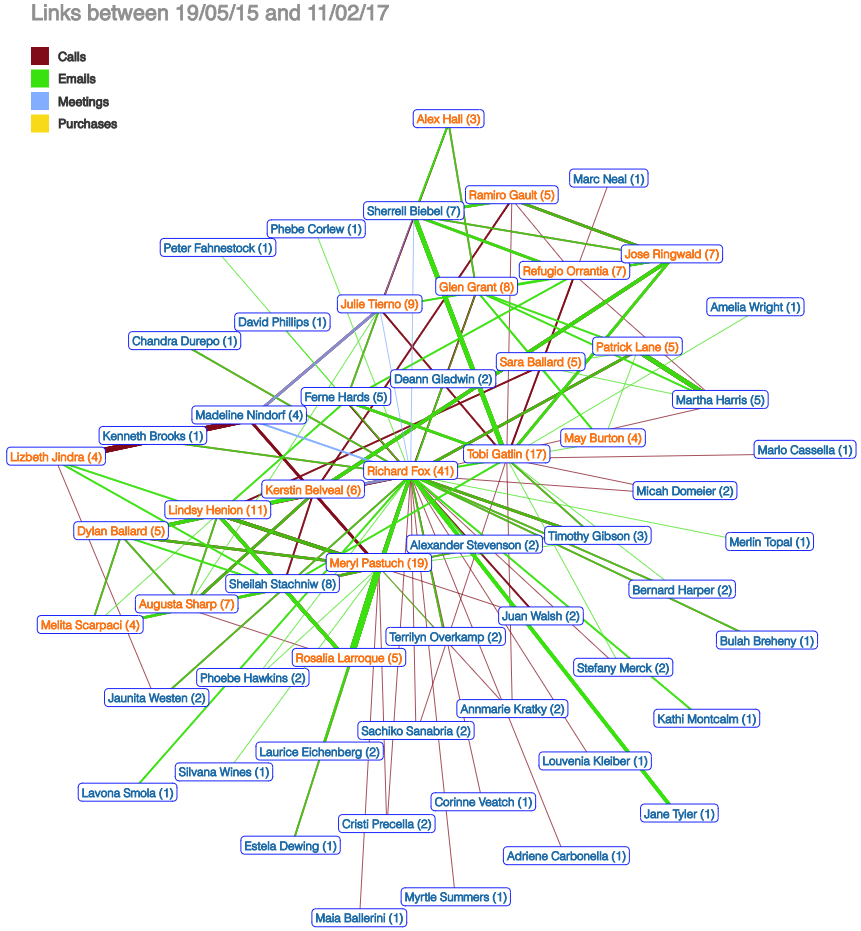 Links between 19/05/15 and 11/02/17
Calls
Emails
Meetings
Purchases
Alex Hall (3)
Marc Neal (1)
Ramiro Gault (5)
Sherrell Biebel (7)
Phebe Corlew (1)
Peter Fahnestock (1)
Jose Ringwald (7)
Refugio Orrantia (7)
Glen Grant (8)
Julie Tierno (9)
Amelia Wright (1)
David Phillips (1)
Chandra Durepo (1)
Patrick Lane (5)
Sara Ballard (5)
Deann Gladwin (2)
Ferne Hards (5)
Martha Harris (5)
Madeline Nindorf (4)
Kenneth Brooks (1)
May Burton (4)
Lizbeth Jindra (4)
Tobi Gatlin (17)
Marlo Cassella (1)
Richard Fox (41)
Kerstin Belveal (6)
Micah Domeier (2)
Lindsy Henion (11)
Dylan Ballard (5)
Timothy Gibson (3)
Merlin Topal (1)
Alexander Stevenson (2)
Meryl Pastuch (19)
Sheilah Stachniw (8)
Bernard Harper (2)
Augusta Sharp (7)
Melita Scarpaci (4)
Juan Walsh (2)
Terrilyn Overkamp (2)
Bulah Breheny (1)
Rosalia Larroque (5)
Stefany Merck (2)
Phoebe Hawkins (2)
Jaunita Westen (2)
Annmarie Kratky (2)
Kathi Montcalm (1)
Sachiko Sanabria (2)
Laurice Eichenberg (2)
Louvenia Kleiber (1)
Silvana Wines (1)
Lavona Smola (1)
Corinne Veatch (1)
Jane Tyler (1)
Cristi Precella (2)
Estela Dewing (1)
Adriene Carbonella (1)
Myrtle Summers (1)
Maia Ballerini (1)